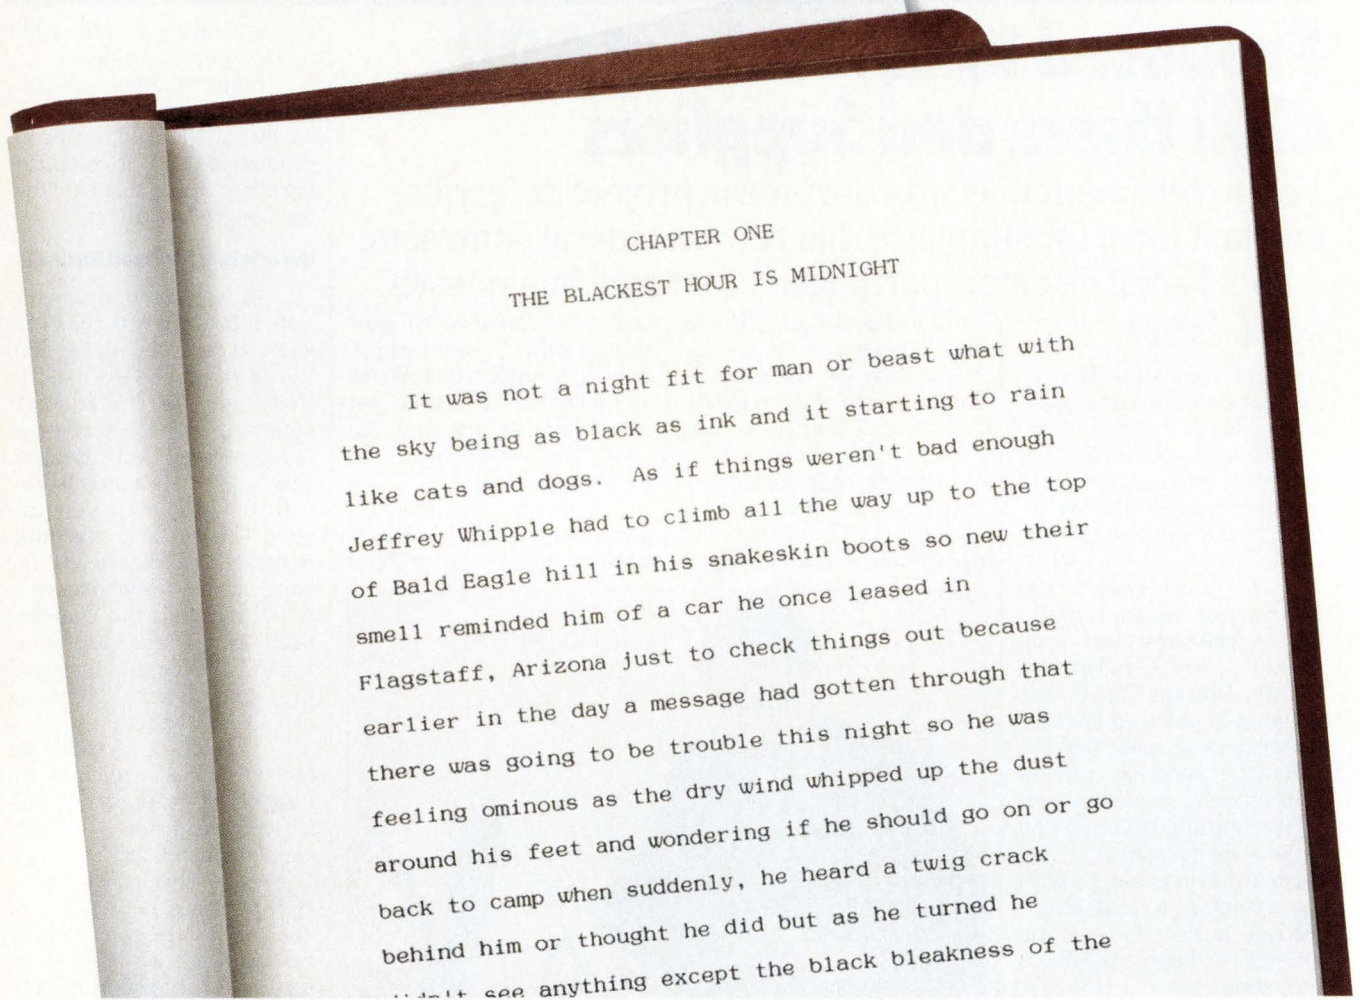 CHAPTER ONE
THE BLACKEST HOUR IS MIDNIGHT
It was not a night fit for man or beast what with
the sky being as black as ink and it starting to rain
like cats and dogs. As if things weren't bad enough
Jeffrey Whipple had to climb all the way up to the top
of Bald Eagle hill in his snakeskin boots so new their
smell reminded him of a car he once leased in
Flagstaff, Arizona just to check things out because
earlier in the day a message had gotten through that
there was going to be trouble this night so he was
feeling ominous as the dry wind whipped up the dust
around his feet and wondering if he should go on or go
back to camp when suddenly, he heard a twig crack
behind him or thought he did but as he turned he
didn't see anything except the black bleakness of the